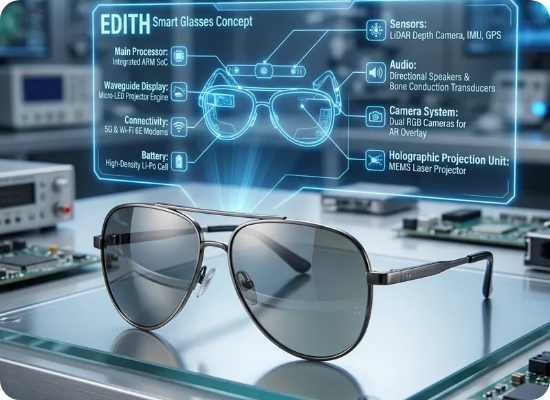 EDITH Smart Glasses Concept
Main Processor:
Integrated ARM SoC
Waveguide Display:
Micro-LED Projector Engine
Connectivity:
5G & Wi-Fi 6E Modems
Battery:
High-Density Li-Po Cell
Sensors:
LiDAR Depth Camera, IMU, GPS
Audio:
Directional Speakers &
Bone Conduction Transducers
Camera System:
Dual RGB Cameras for
AR Overlay
Holographic Projection Unit:
MEMS Laser Projector